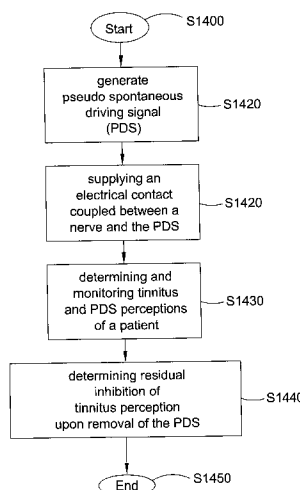 Start
S1400
generate
pseudo spontaneous
driving signal
(PDS)
S1420
supplying an
electrical contact
coupled between a
nerve and the PDS
S1420
determining and
monitoring tinnitus
and PDS perceptions
of a patient
S1430
determining residual
inhibition of
tinnitus perception
upon removal of the PDS
S1440
End
S1450